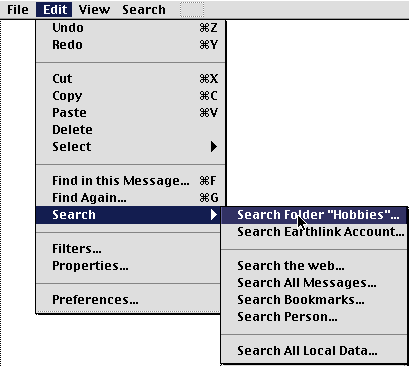 File Edit View Search
Undo ⌘Z
Redo ⌘Y
Cut ⌘X
Copy ⌘C
Paste ⌘V
Delete
Select
Find in this Message... ⌘F
Find Again... ⌘G
Search
Filters...
Properties...
Preferences...
Search Folder "Hobbies"...
Search Earthlink Account...
Search the web...
Search All Messages...
Search Bookmarks...
Search Person...
Search All Local Data...